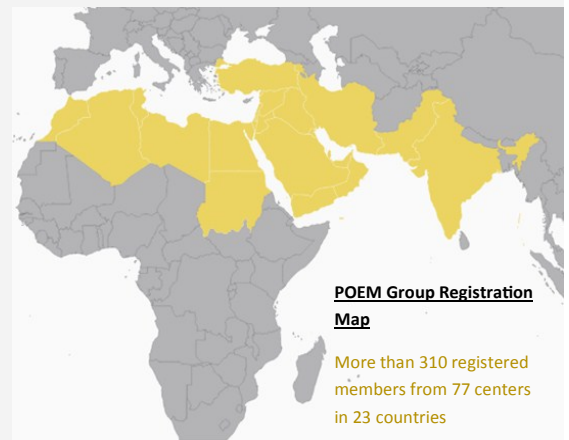 POEM Group Registration
Map
More than 310 registered
members from 77 centers
in 23 countries